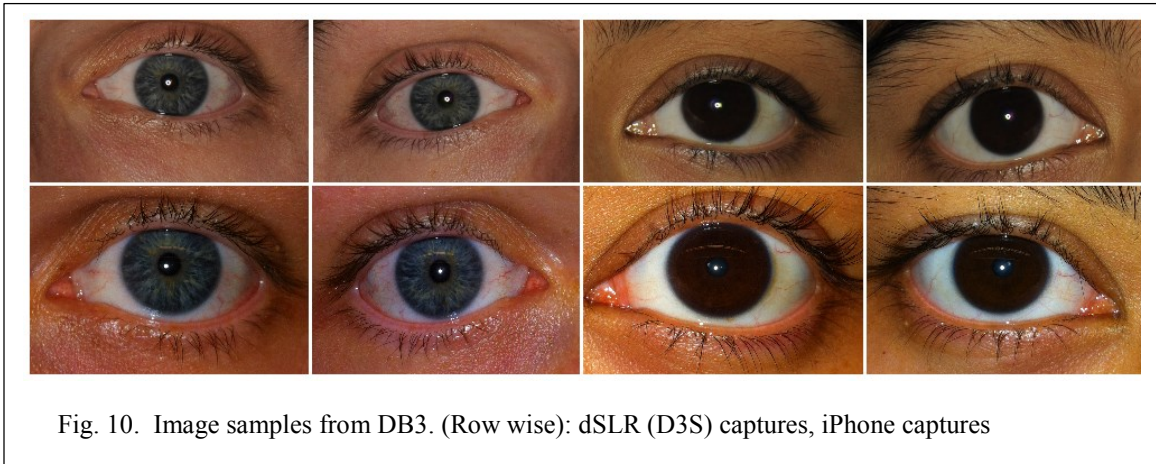 Fig. 10.  Image samples from DB3. (Row wise): dSLR (D3S) captures, iPhone captures